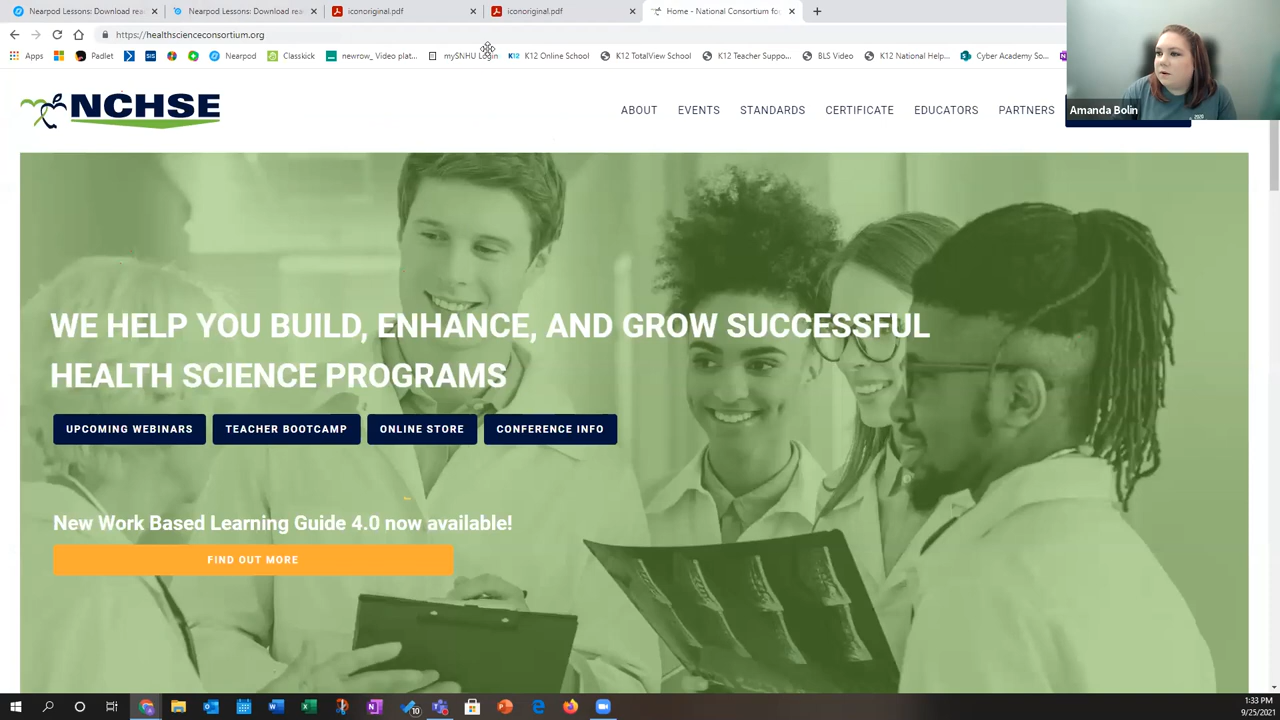 Nearpod Lessons: Download rea
Nearpod Lessons: Download rea
iconoriginal.pdf
iconoriginal.pdf
Home - National Consortium fo
https://healthscienceconsortium.org
Apps
Padlet
SIS
Nearpod
Classkick
newrow_ Video plat...
mySNHU Login
K12 Online School
K12 TotalView School
K12 Teacher Suppo...
BLS Video
K12 National Help...
Cyber Academy So...
Amanda Bolin
2020
NCHSE
ABOUT
EVENTS
STANDARDS
CERTIFICATE
EDUCATORS
PARTNERS
WE HELP YOU BUILD, ENHANCE, AND GROW SUCCESSFUL
HEALTH SCIENCE PROGRAMS
UPCOMING WEBINARS
TEACHER BOOTCAMP
ONLINE STORE
CONFERENCE INFO
New Work Based Learning Guide 4.0 now available!
FIND OUT MORE
10
1:33 PM
9/25/2021